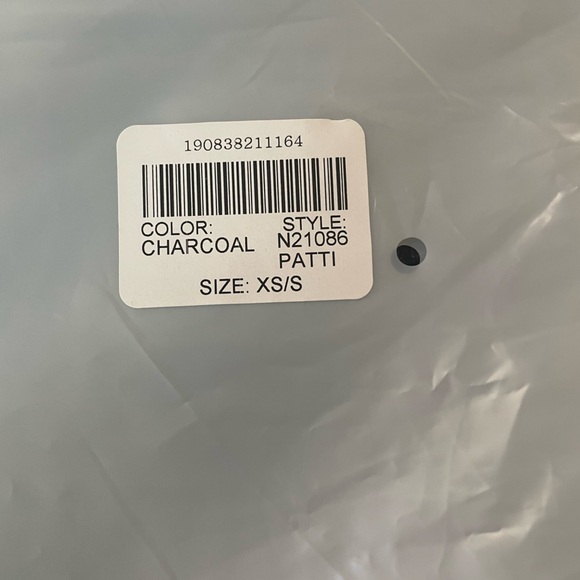 190838211164
COLOR: STYLE:
CHARCOAL N21086
PATTI
SIZE: XS/S